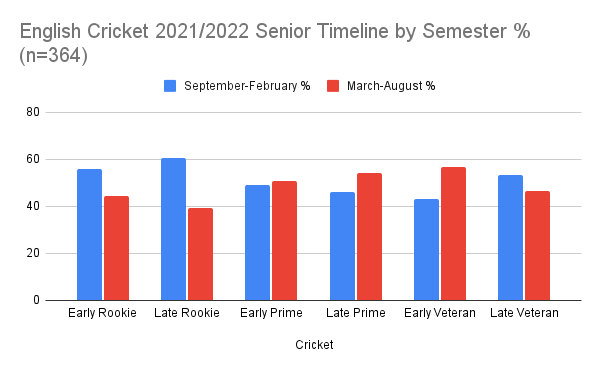 English Cricket 2021/2022 Senior Timeline by Semester %
(n=364)
September-February %
March-August %
80
60
40
20
0
Early Rookie
Late Rookie
Early Prime
Late Prime
Early Veteran
Late Veteran
Cricket